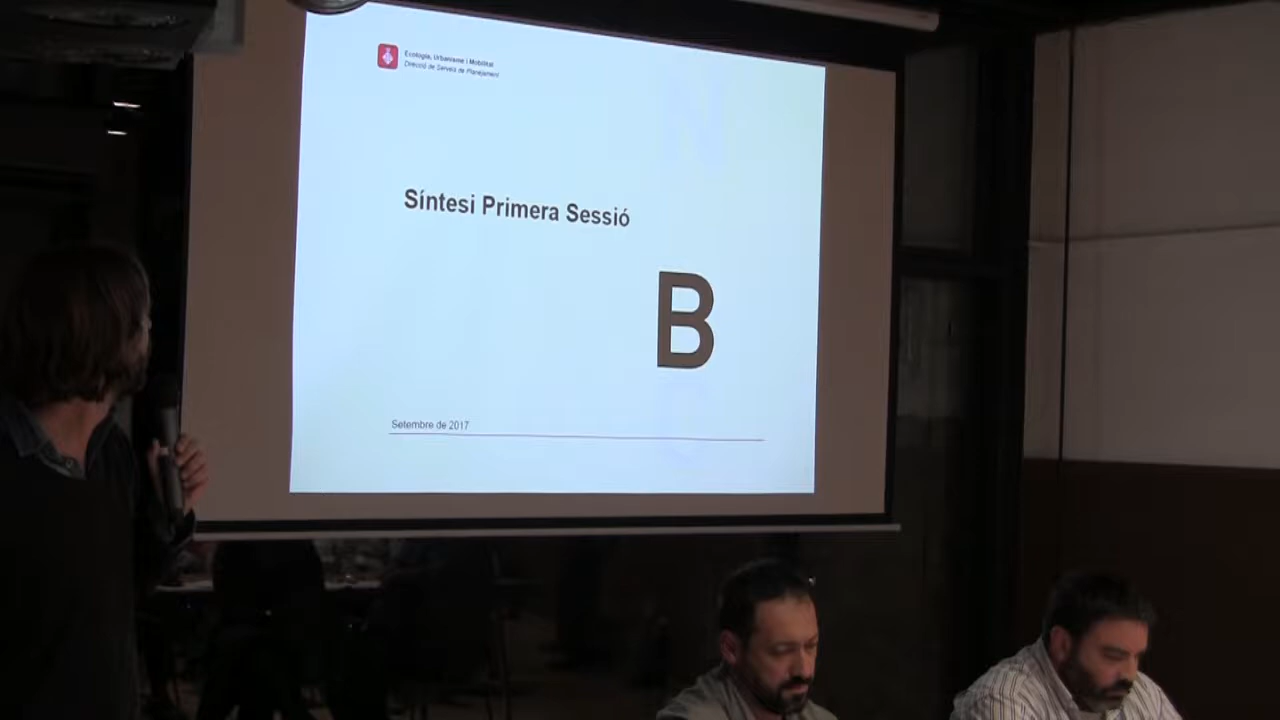 Ecologia, Urbanisme i Mobilitat
Direcció de Serveis de Planejament
Síntesi Primera Sessió
B
Setembre de 2017